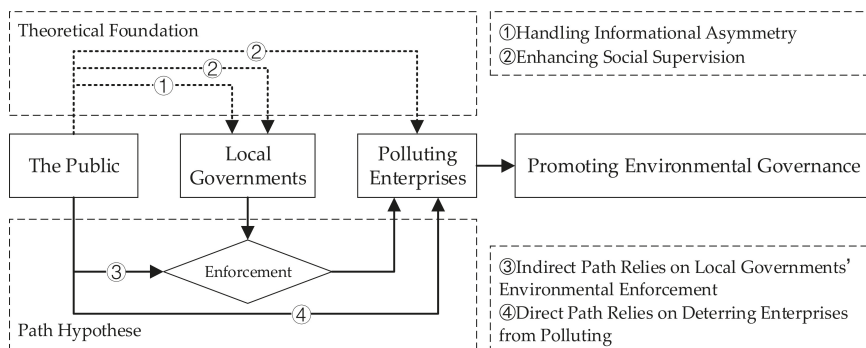 Theoretical Foundation
②
②
①
①Handling Informational Asymmetry
②Enhancing Social Supervision
The Public
Local
Governments
Polluting
Enterprises
Promoting Environmental Governance
③
Enforcement
④
Path Hypothese
③Indirect Path Relies on Local Governments’
Environmental Enforcement
④Direct Path Relies on Deterring Enterprises
from Polluting